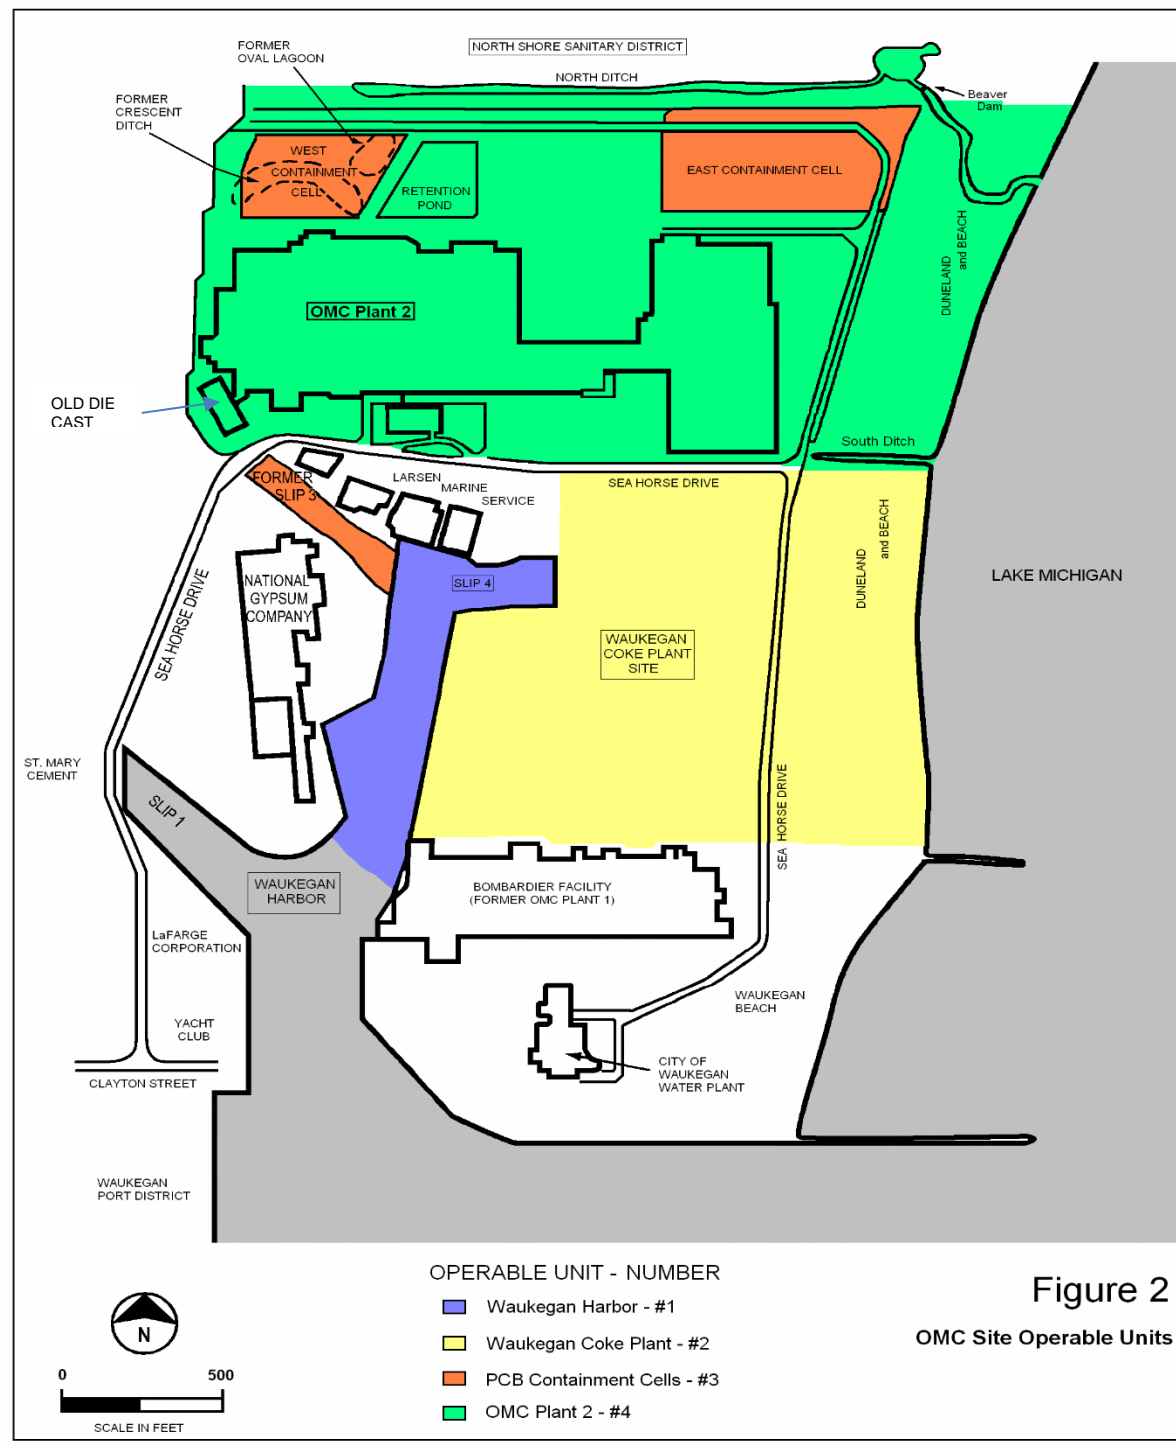 FORMER
OVAL LAGOON
NORTH SHORE SANITARY DISTRICT
NORTH DITCH
Beaver
Dam
FORMER
CRESCENT
DITCH
WEST
CONTAINMENT
CELL
RETENTION
POND
EAST CONTAINMENT CELL
DUNELAND
and BEACH
OMC Plant 2
OLD DIE
CAST
South Ditch
FORMER
SLIP 3
LARSEN
MARINE
SERVICE
SEA HORSE DRIVE
DUNELAND
and BEACH
LAKE MICHIGAN
SLIP 4
NATIONAL
GYPSUM
COMPANY
SEA HORSE DRIVE
WAUKEGAN
COKE PLANT
SITE
ST. MARY
CEMENT
SLIP 1
SEA HORSE DRIVE
WAUKEGAN
HARBOR
BOMBARDIER FACILITY
(FORMER OMC PLANT 1)
LaFARGE
CORPORATION
YACHT
CLUB
WAUKEGAN
BEACH
CLAYTON STREET
CITY OF
WAUKEGAN
WATER PLANT
WAUKEGAN
PORT DISTRICT
OPERABLE UNIT - NUMBER
Waukegan Harbor - #1
Waukegan Coke Plant - #2
PCB Containment Cells - #3
OMC Plant 2 - #4
Figure 2
OMC Site Operable Units
N
0 500
SCALE IN FEET